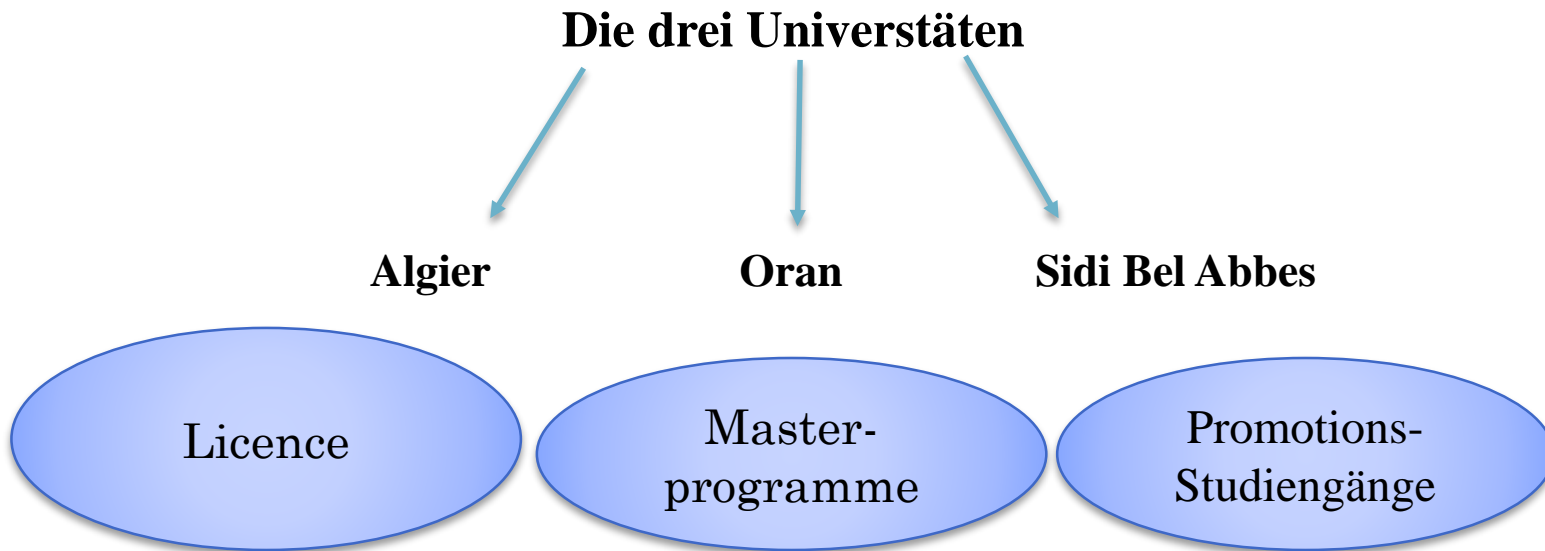 Die drei Universtäten
Algier Oran Sidi Bel Abbes
Licence
Master-
programme
Promotions-
Studiengänge